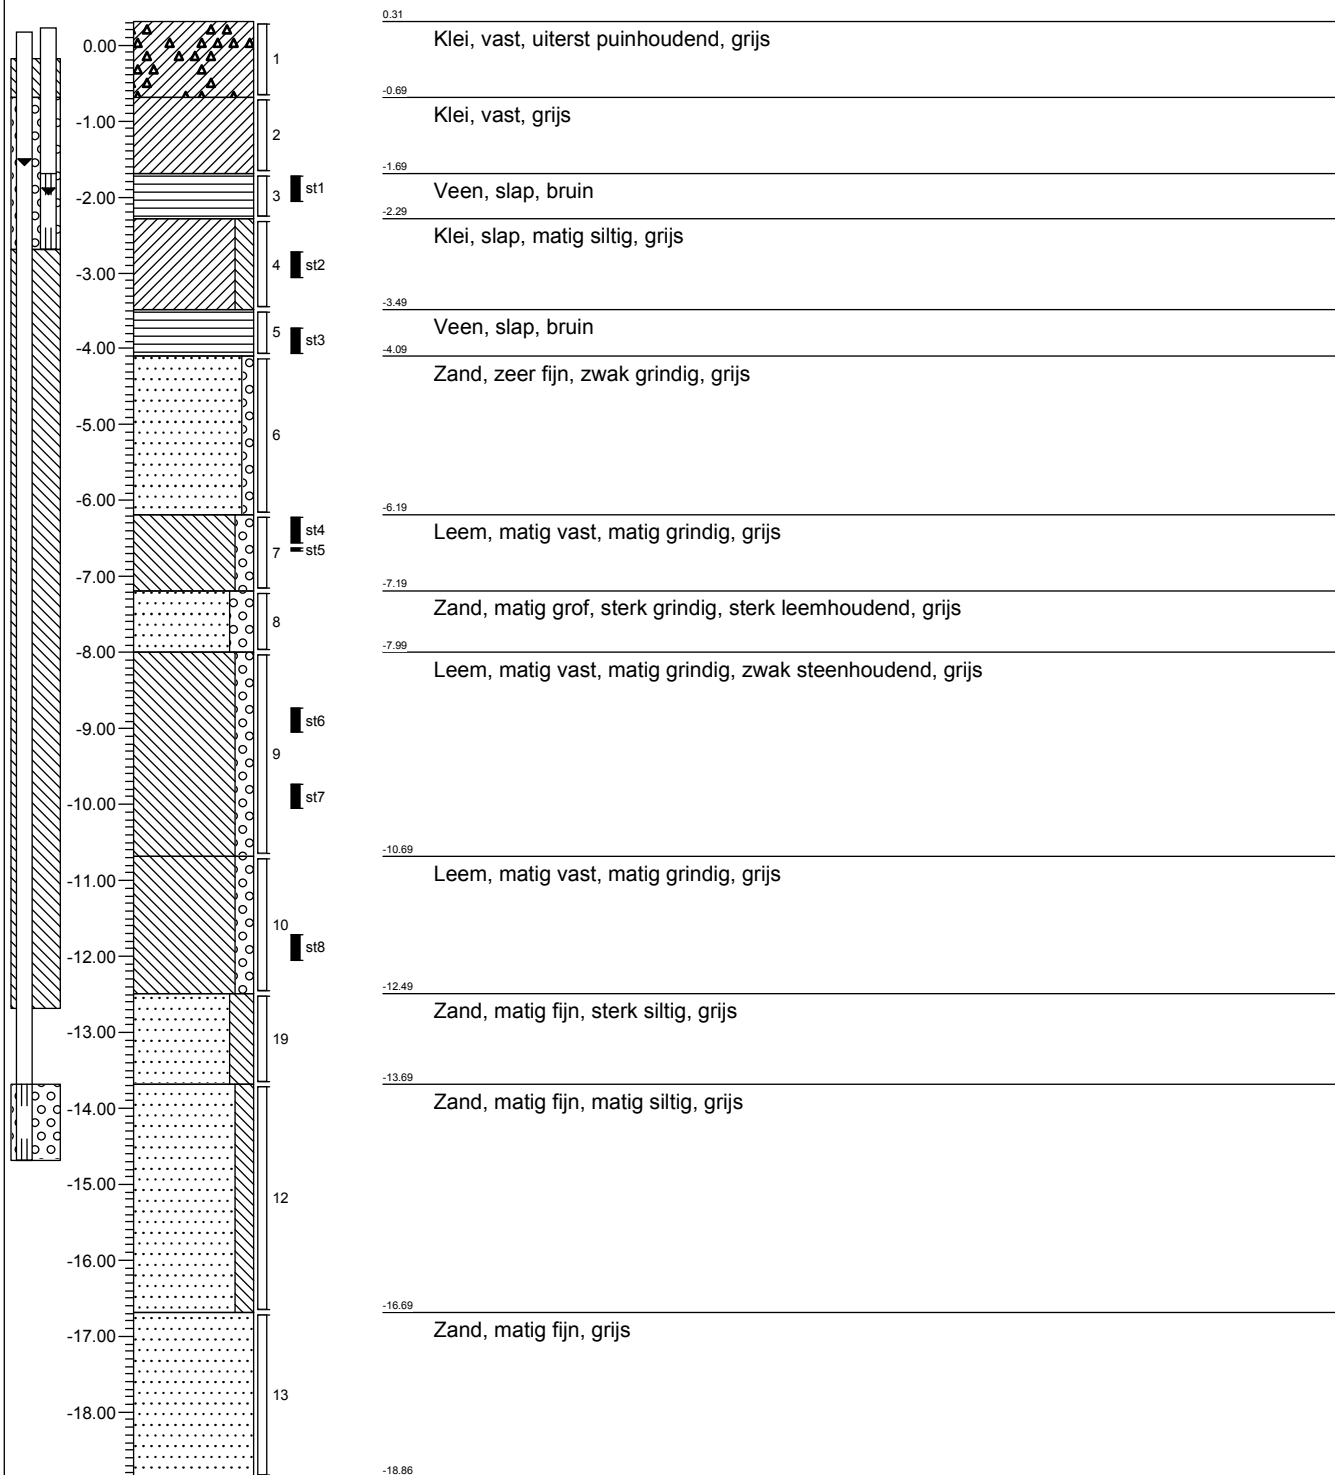 0.31
Klei, vast, uiterst puinhoudend, grijs
0.00
1
-0.69
Klei, vast, grijs
-1.00
2
-1.69
Veen, slap, bruin
st1
3
-2.00
-2.29
Klei, slap, matig siltig, grijs
4
st2
-3.00
-3.49
Veen, slap, bruin
5
st3
-4.00
-4.09
Zand, zeer fijn, zwak grindig, grijs
-5.00
6
-6.00
-6.19
Leem, matig vast, matig grindig, grijs
st4
7
st5
-7.00
-7.19
Zand, matig grof, sterk grindig, sterk leemhoudend, grijs
8
-8.00
-7.99
Leem, matig vast, matig grindig, zwak steenhoudend, grijs
st6
-9.00
9
st7
-10.00
-10.69
Leem, matig vast, matig grindig, grijs
-11.00
10
st8
-12.00
-12.49
Zand, matig fijn, sterk siltig, grijs
-13.00
19
-13.69
Zand, matig fijn, matig siltig, grijs
-14.00
-15.00
12
-16.00
-16.69
Zand, matig fijn, grijs
-17.00
13
-18.00
-18.86